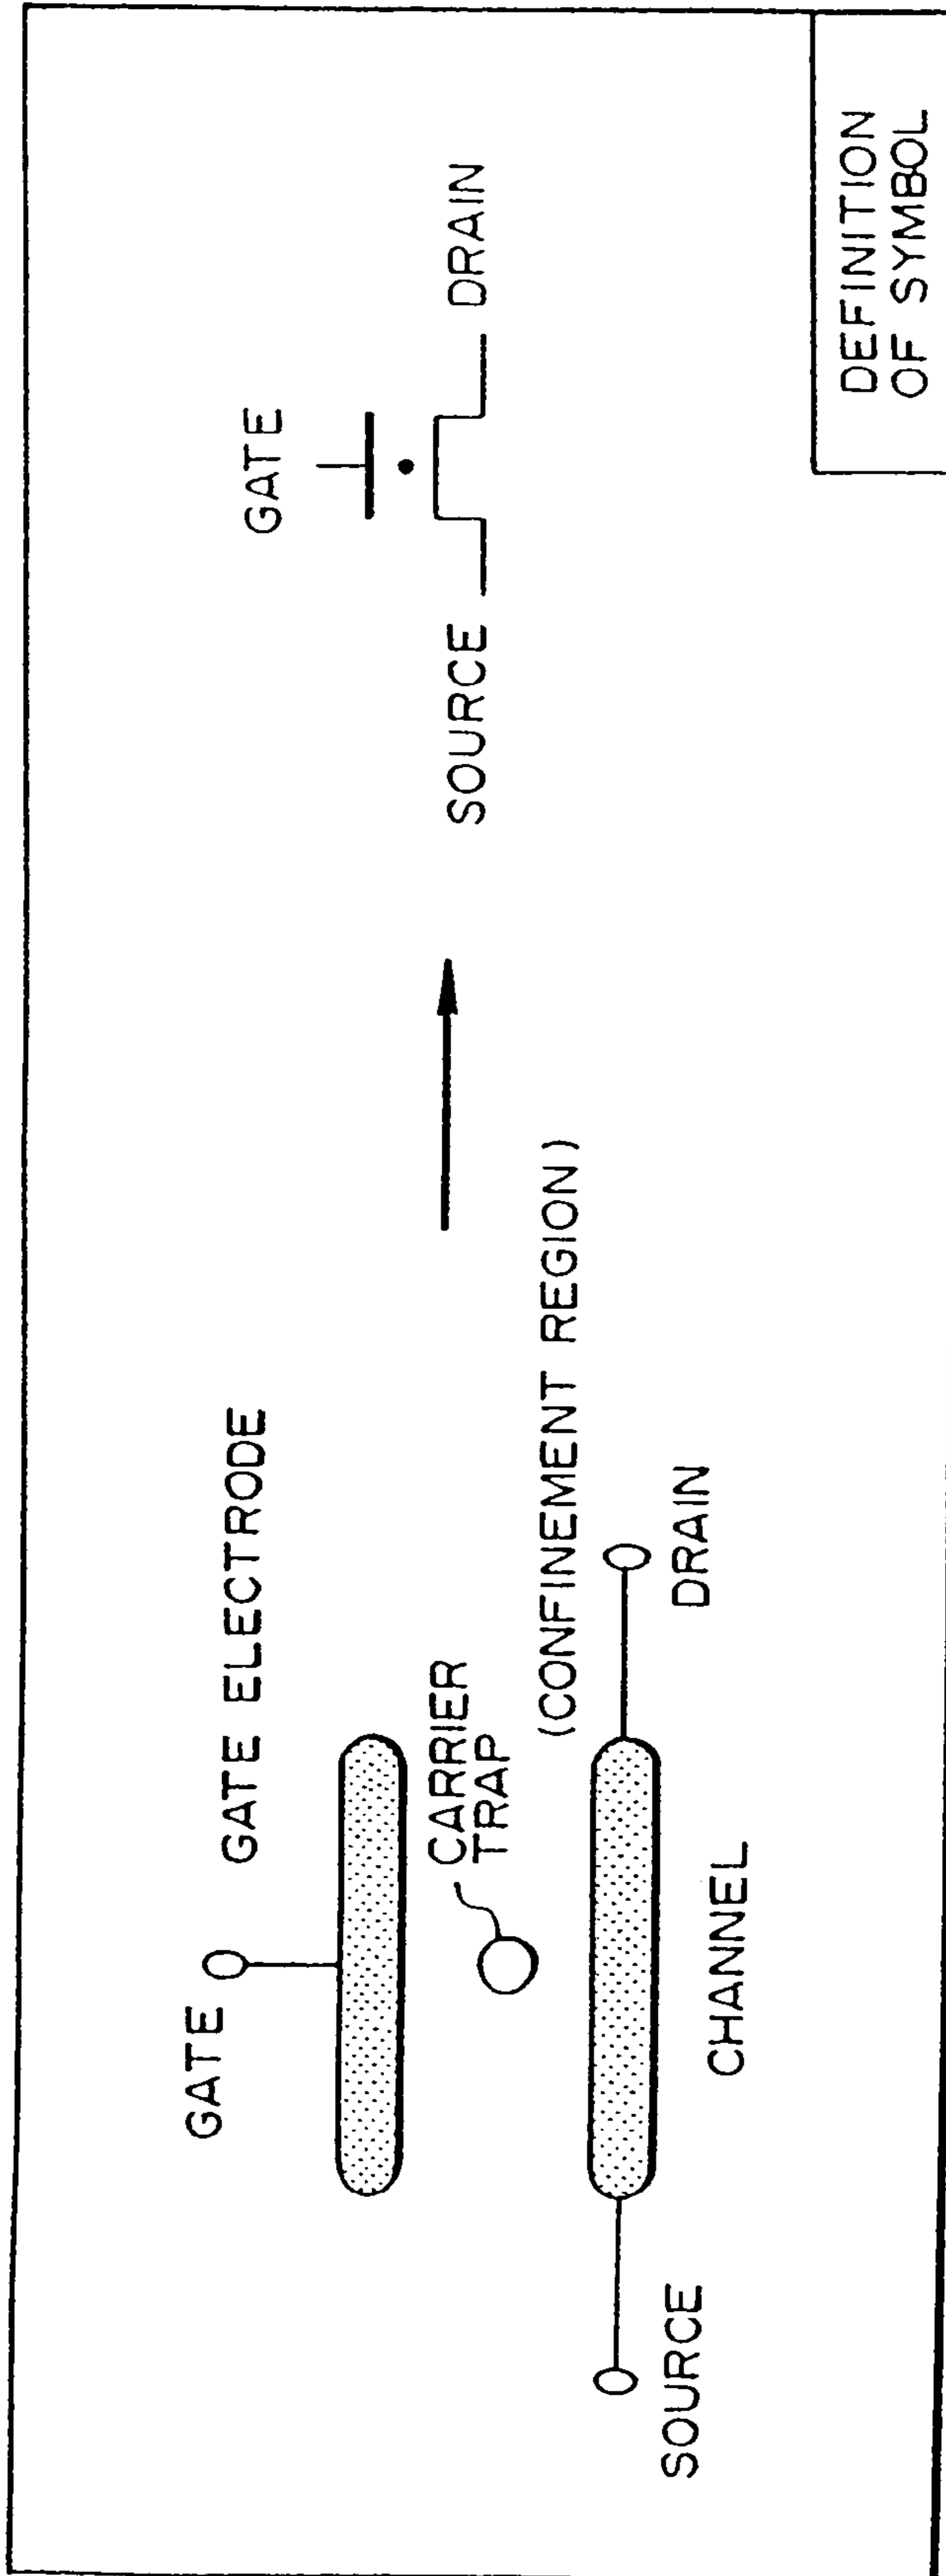 GATE
GATE ELECTRODE
CARRIER
TRAP
(CONFINEMENT REGION)
SOURCE
CHANNEL
DRAIN
GATE
SOURCE
DRAIN
DEFINITION
OF SYMBOL